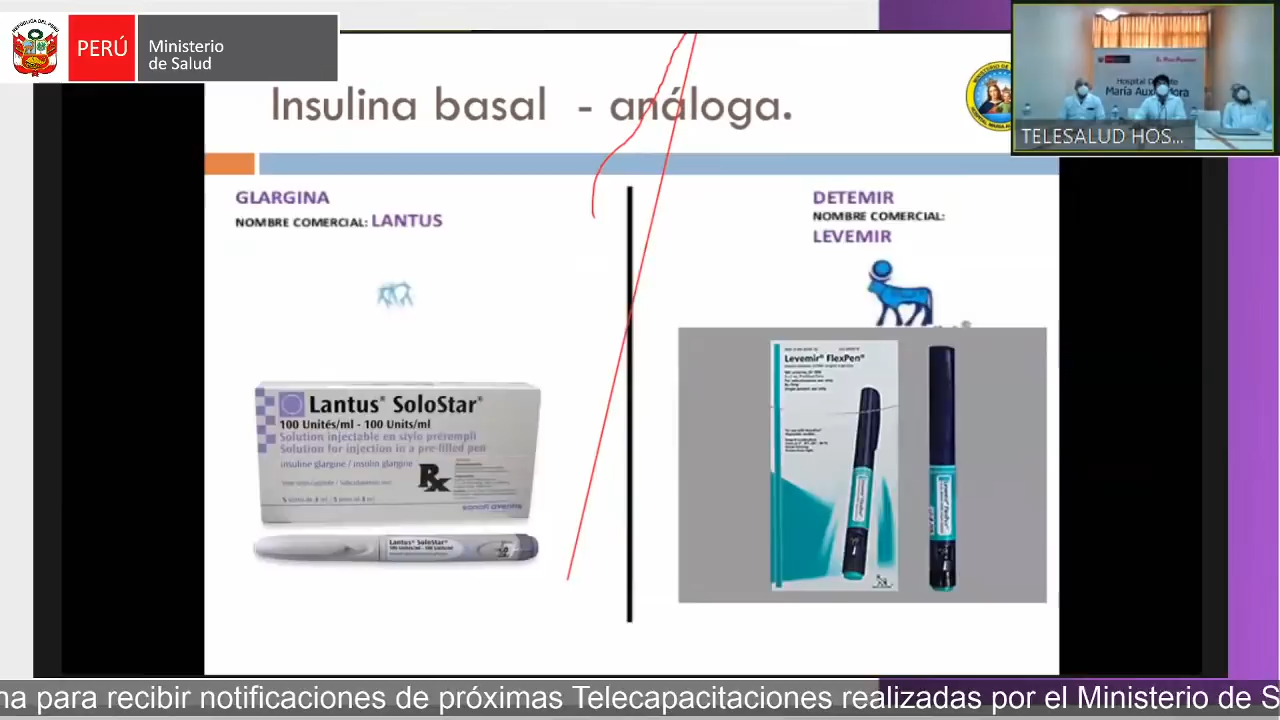 PERÚ
Ministerio
de Salud
Insulina basal - análoga.
TELESALUD HOS...
GLARGINA
NOMBRE COMERCIAL: LANTUS
DETEMIR
NOMBRE COMERCIAL:
LEVEMIR
Lantus® SoloStar®
100 Unités/ml - 100 Units/ml
Solution injectable en stylo prérempli
Solution for injection in a pre-filled pen
insuline glargine / insulin glargine
Rx
sanofi aventis
Lantus® SoloStar®
Levemir® FlexPen®
na para recibir notificaciones de próximas Telecapacitaciones realizadas por el Ministerio de S